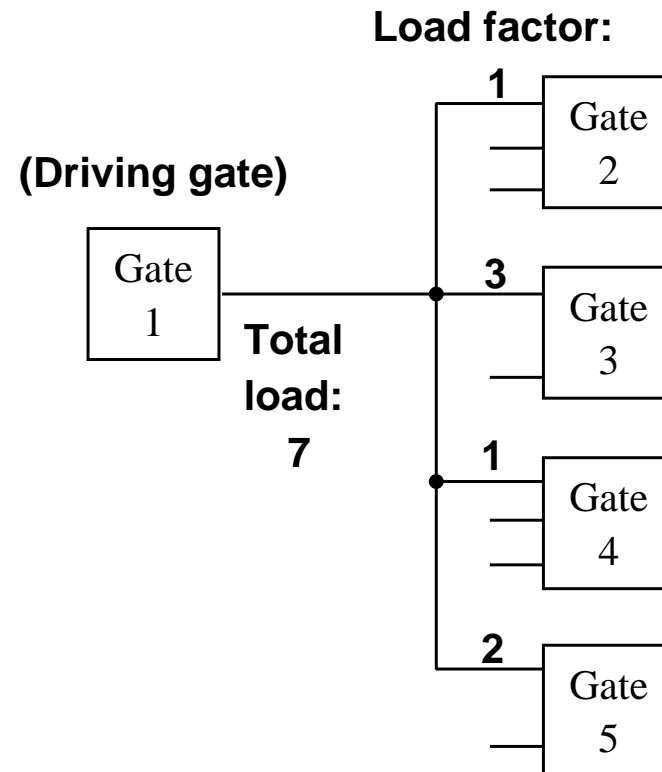 Load factor:
1
Gate
2
(Driving gate)
Gate
1
3
Gate
3
Total
load:
7
1
Gate
4
2
Gate
5